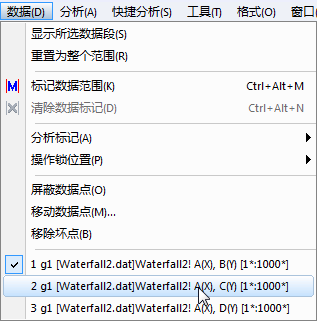 数据(D) 分析(A) 快捷分析(S) 工具(T) 格式(O) 窗口
显示所选数据段(S)
重置为整个范围(R)
标记数据范围(K) Ctrl+Alt+M
清除数据标记(D) Ctrl+Alt+N
分析标记(A)
操作锁位置(P)
屏蔽数据点(O)
移动数据点(M)...
移除坏点(B)
1 g1 [Waterfall2.dat]Waterfall2! A(X), B(Y) [1*:1000*]
2 g1 [Waterfall2.dat]Waterfall2! A(X), C(Y) [1*:1000*]
3 g1 [Waterfall2.dat]Waterfall2! A(X), D(Y) [1*:1000*]